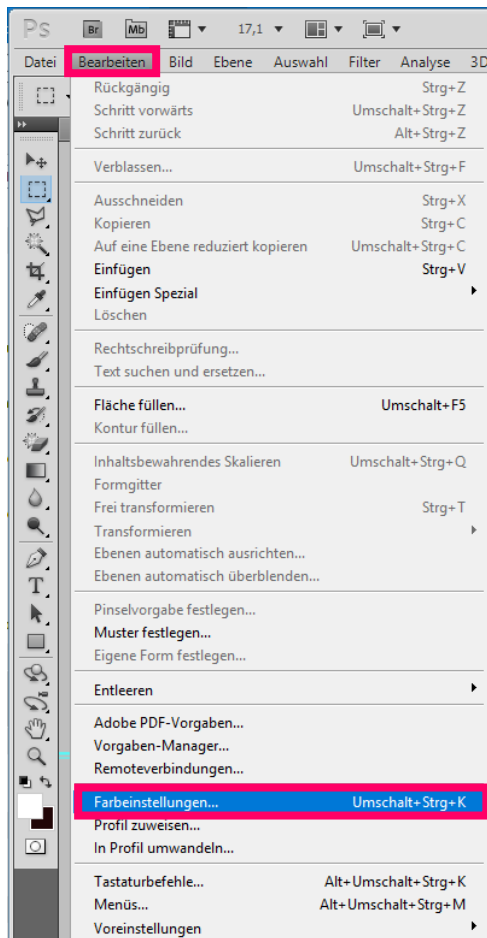 Ps Br Mb 17,1
Datei Bearbeiten Bild Ebene Auswahl Filter Analyse 3D
Rückgängig Strg+Z
Schritt vorwärts Umschalt+Strg+Z
Schritt zurück Alt+Strg+Z
Verblassen... Umschalt+Strg+F
Ausschneiden Strg+X
Kopieren Strg+C
Auf eine Ebene reduziert kopieren Umschalt+Strg+C
Einfügen Strg+V
Einfügen Spezial
Löschen
Rechtschreibprüfung...
Text suchen und ersetzen...
Fläche füllen... Umschalt+F5
Kontur füllen...
Inhaltsbewahrendes Skalieren Umschalt+Strg+Q
Formgitter
Frei transformieren Strg+T
Transformieren
Ebenen automatisch ausrichten...
Ebenen automatisch überblenden...
Pinselvorgabe festlegen...
Muster festlegen...
Eigene Form festlegen...
Entleeren
Adobe PDF-Vorgaben...
Vorgaben-Manager...
Remoteverbindungen...
Farbeinstellungen... Umschalt+Strg+K
Profil zuweisen...
In Profil umwandeln...
Tastaturbefehle... Alt+Umschalt+Strg+K
Menüs... Alt+Umschalt+Strg+M
Voreinstellungen